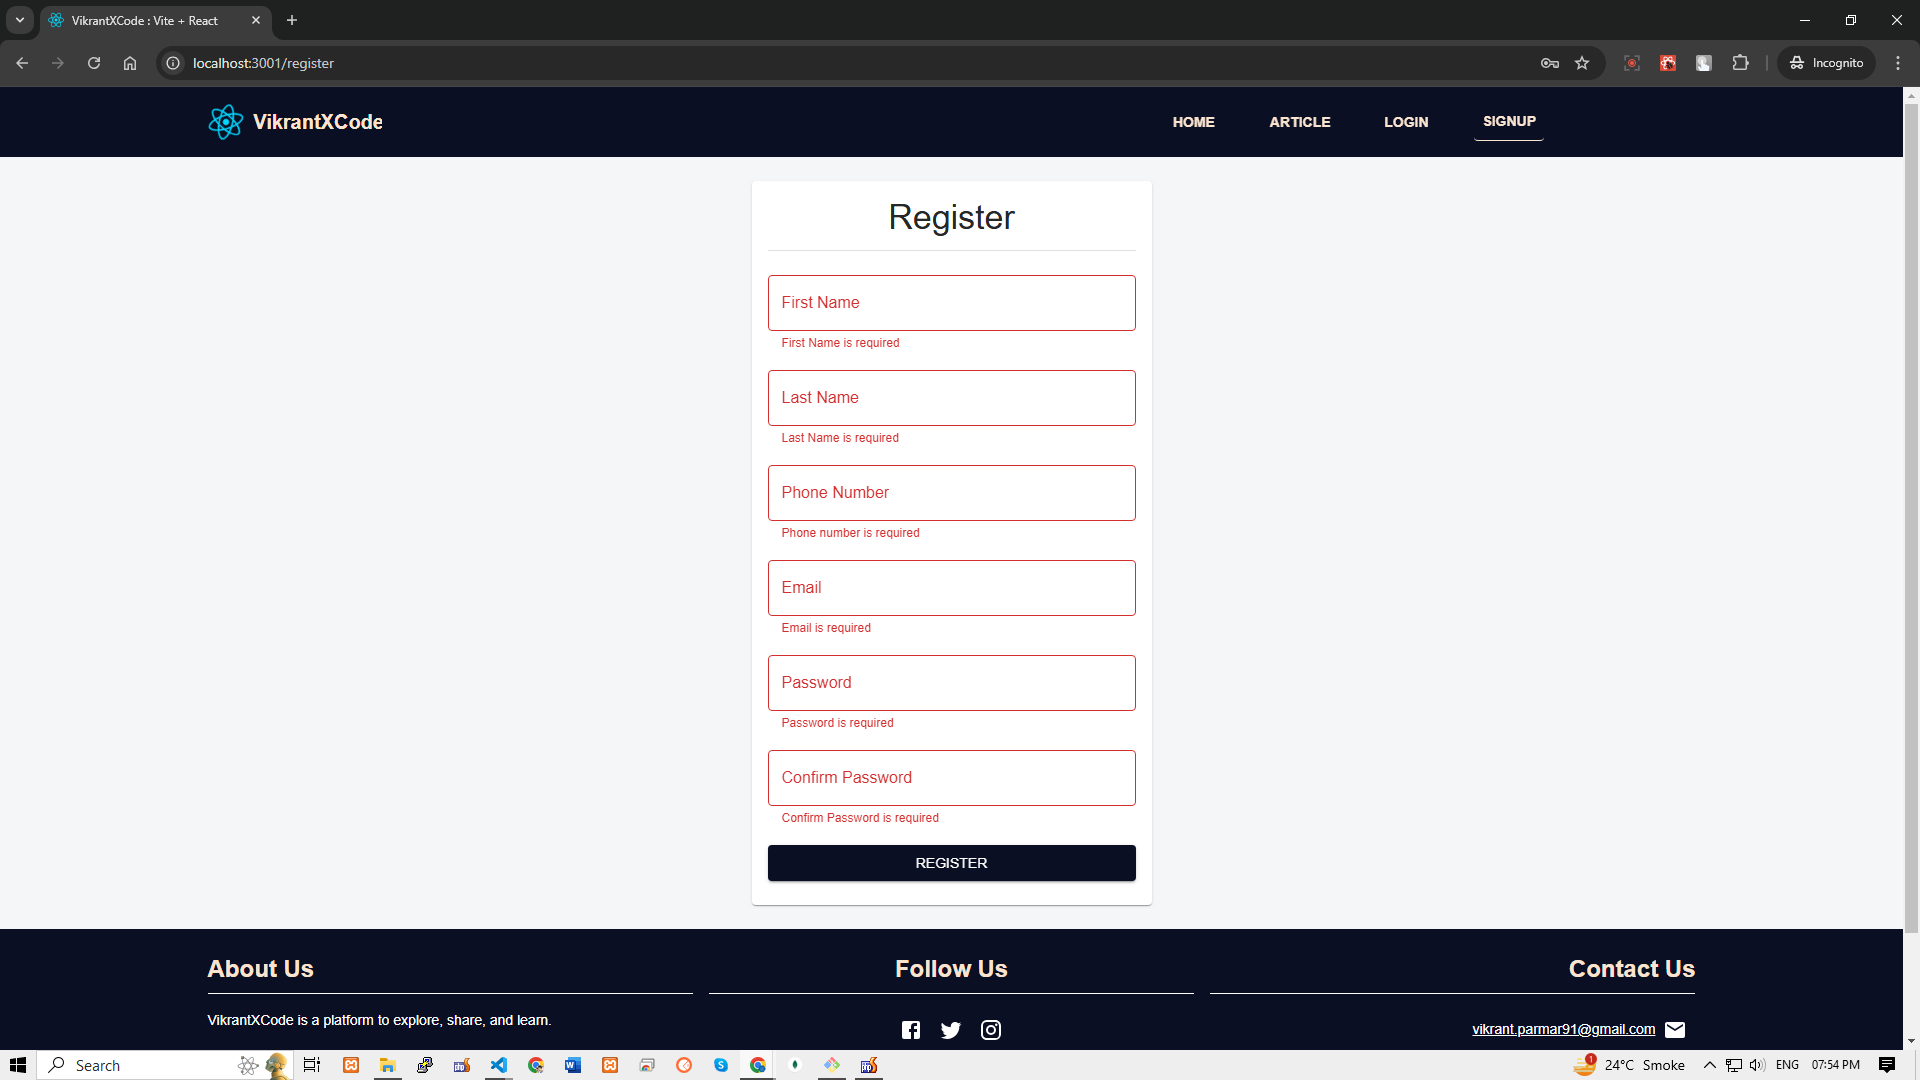 VikrantXCode : Vite + React
localhost:3001/register
Incognito
VikrantXCode
HOME
ARTICLE
LOGIN
SIGNUP
Register
First Name
First Name is required
Last Name
Last Name is required
Phone Number
Phone number is required
Email
Email is required
Password
Password is required
Confirm Password
Confirm Password is required
REGISTER
About Us
VikrantXCode is a platform to explore, share, and learn.
Follow Us
Contact Us
vikrant.parmar91@gmail.com
Search
1
24°C Smoke
ENG
07:54 PM